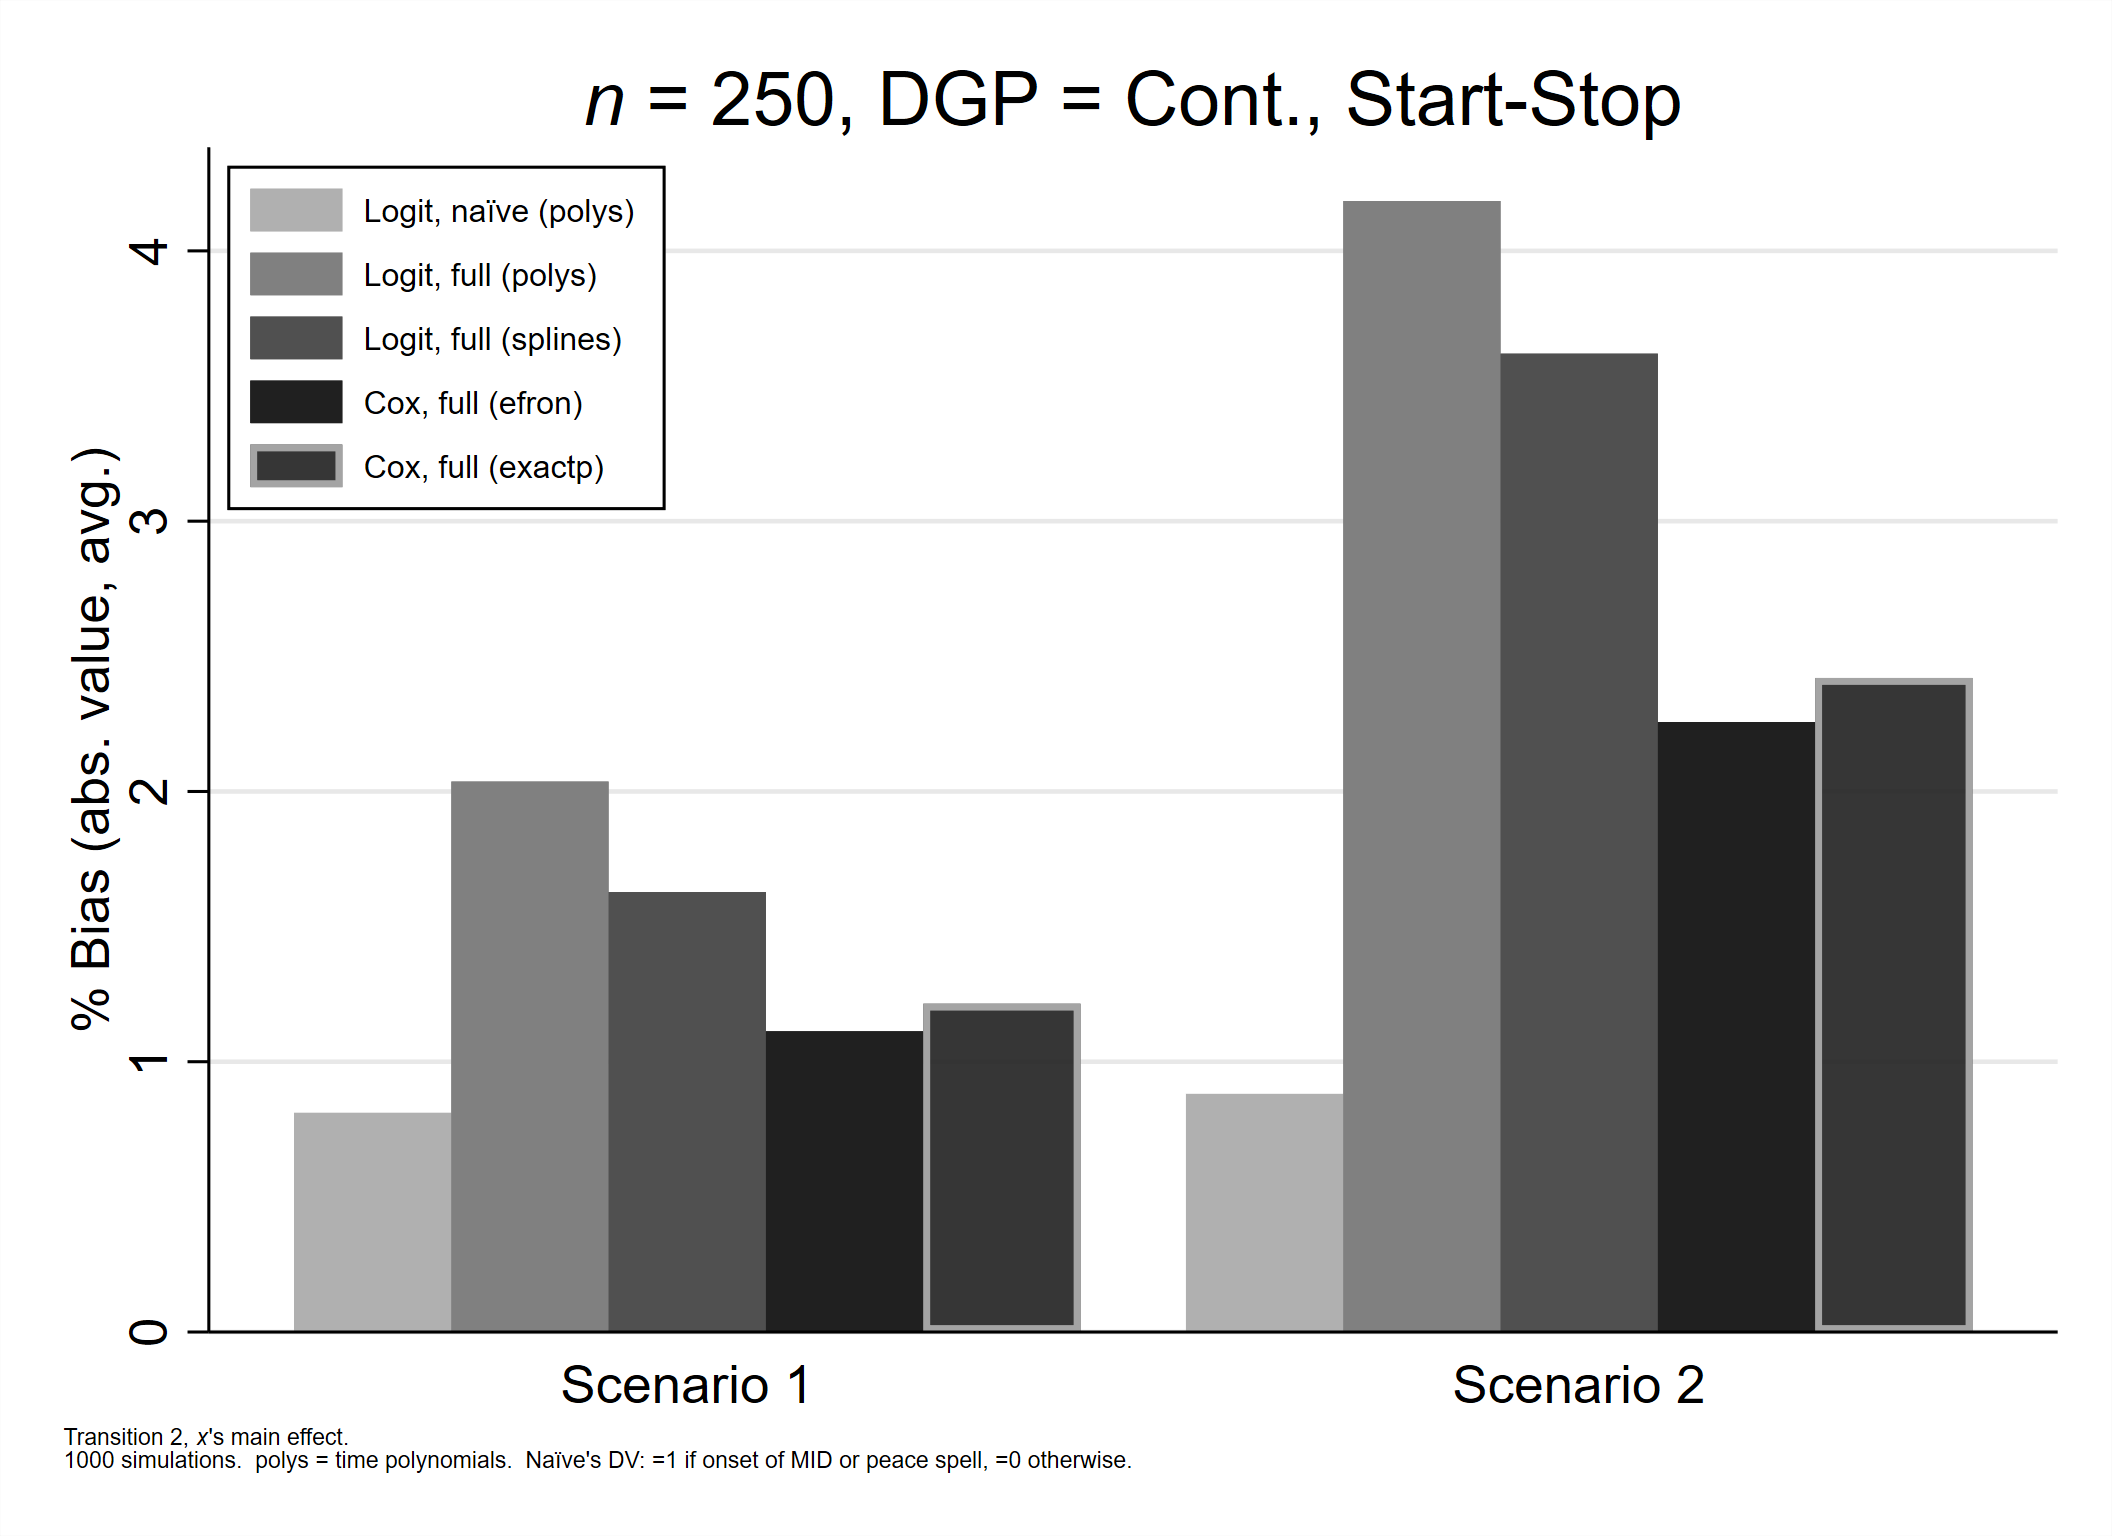 n = 250, DGP = Cont., Start-Stop
Logit, naïve (polys)
Logit, full (polys)
Logit, full (splines)
Cox, full (efron)
Cox, full (exactp)
% Bias (abs. value, avg.)
4
3
2
1
0
Scenario 1
Scenario 2
Transition 2, x's main effect.
1000 simulations.  polys = time polynomials.  Naïve's DV: =1 if onset of MID or peace spell, =0 otherwise.